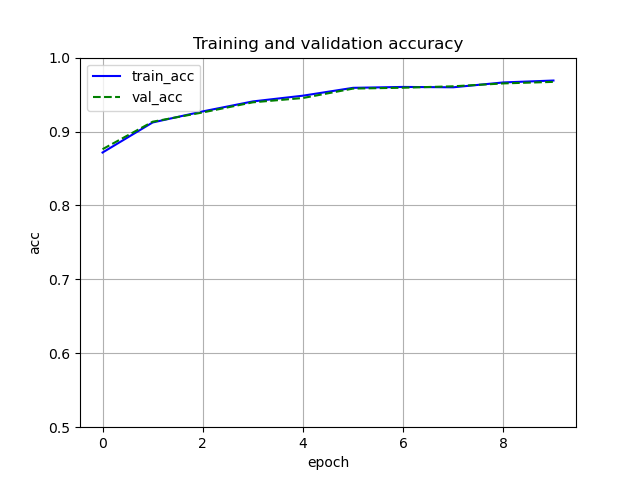 Training and validation accuracy
train_acc
val_acc
1.0
0.9
0.8
0.7
0.6
0.5
acc
0 2 4 6 8
epoch